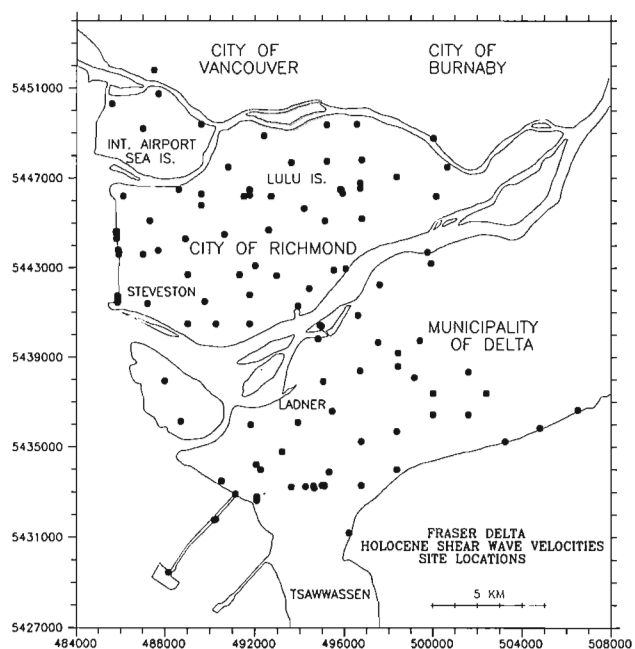 CITY OF
VANCOUVER
CITY OF
BURNABY
5451000
INT. AIRPORT
SEA IS.
LULU IS.
5447000
CITY OF RICHMOND
5443000
STEVESTON
MUNICIPALITY
OF DELTA
5439000
LADNER
5435000
5431000
FRASER DELTA
HOLOCENE SHEAR WAVE VELOCITIES
SITE LOCATIONS
5 KM
TSAWWASSEN
5427000
484000 488000 492000 496000 500000 504000 508000